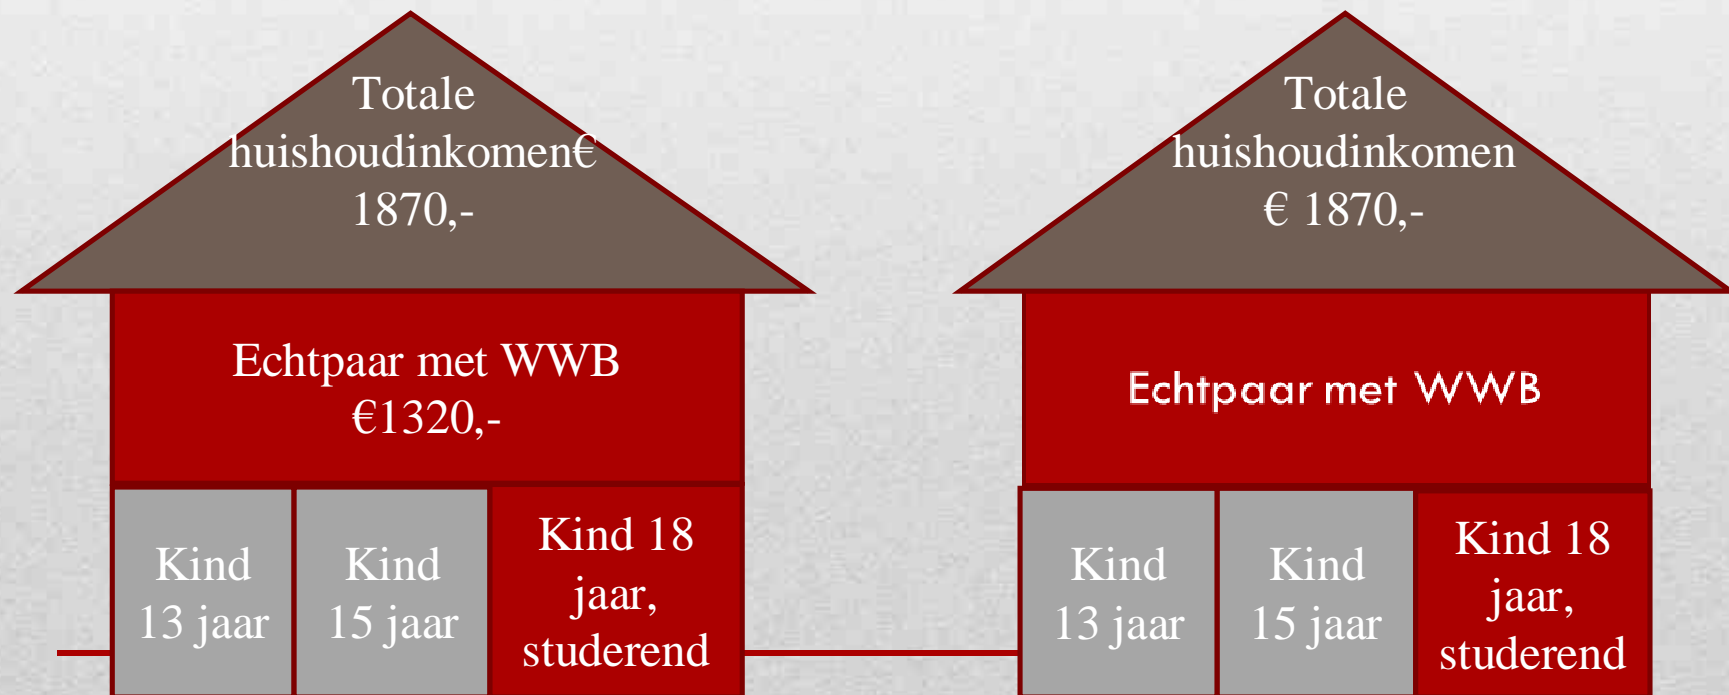 Totale
huishoudinkomen€
1870,-
Echtpaar met WWB
€1320,-
Kind
13 jaar
Kind
15 jaar
Kind 18
jaar,
studerend
Totale
huishoudinkomen
€ 1870,-
Echtpaar met WWB
Kind
13 jaar
Kind
15 jaar
Kind 18
jaar,
studerend